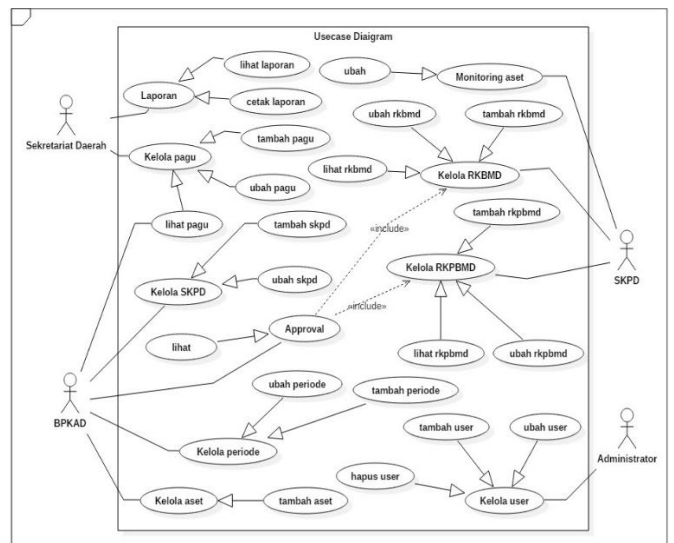 Usecase Diaigram
lihat laporan
ubah
Monitoring aset
Laporan
cetak laporan
ubah rkbmd
tambah rkbmd
Sekretariat Daerah
tambah pagu
Kelola pagu
lihat rkbmd
Kelola RKBMD
ubah pagu
tambah rkpbmd
lihat pagu
tambah skpd
«include»
Kelola RKPBMD
SKPD
ubah skpd
Kelola SKPD
«include»
Approval
lihat
lihat rkpbmd
ubah rkpbmd
ubah periode
tambah periode
BPKAD
tambah user
ubah user
Kelola periode
Administrator
hapus user
Kelola aset
tambah aset
Kelola user